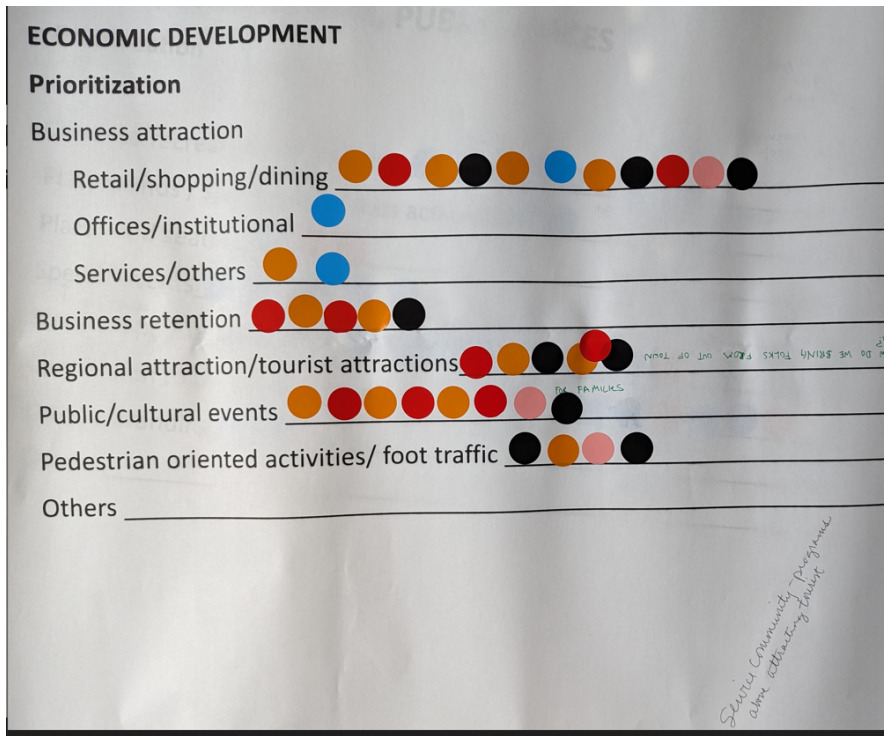 ECONOMIC DEVELOPMENT
Prioritization
Business attraction
Retail/shopping/dining
Offices/institutional
Services/others
Business retention
Regional attraction/tourist attractions
DO WE BRING FOLKS FROM OUT OF TOWN
FAMILIES
Public/cultural events
Pedestrian oriented activities/ foot traffic
Others
Service community programs
above attracting tourist